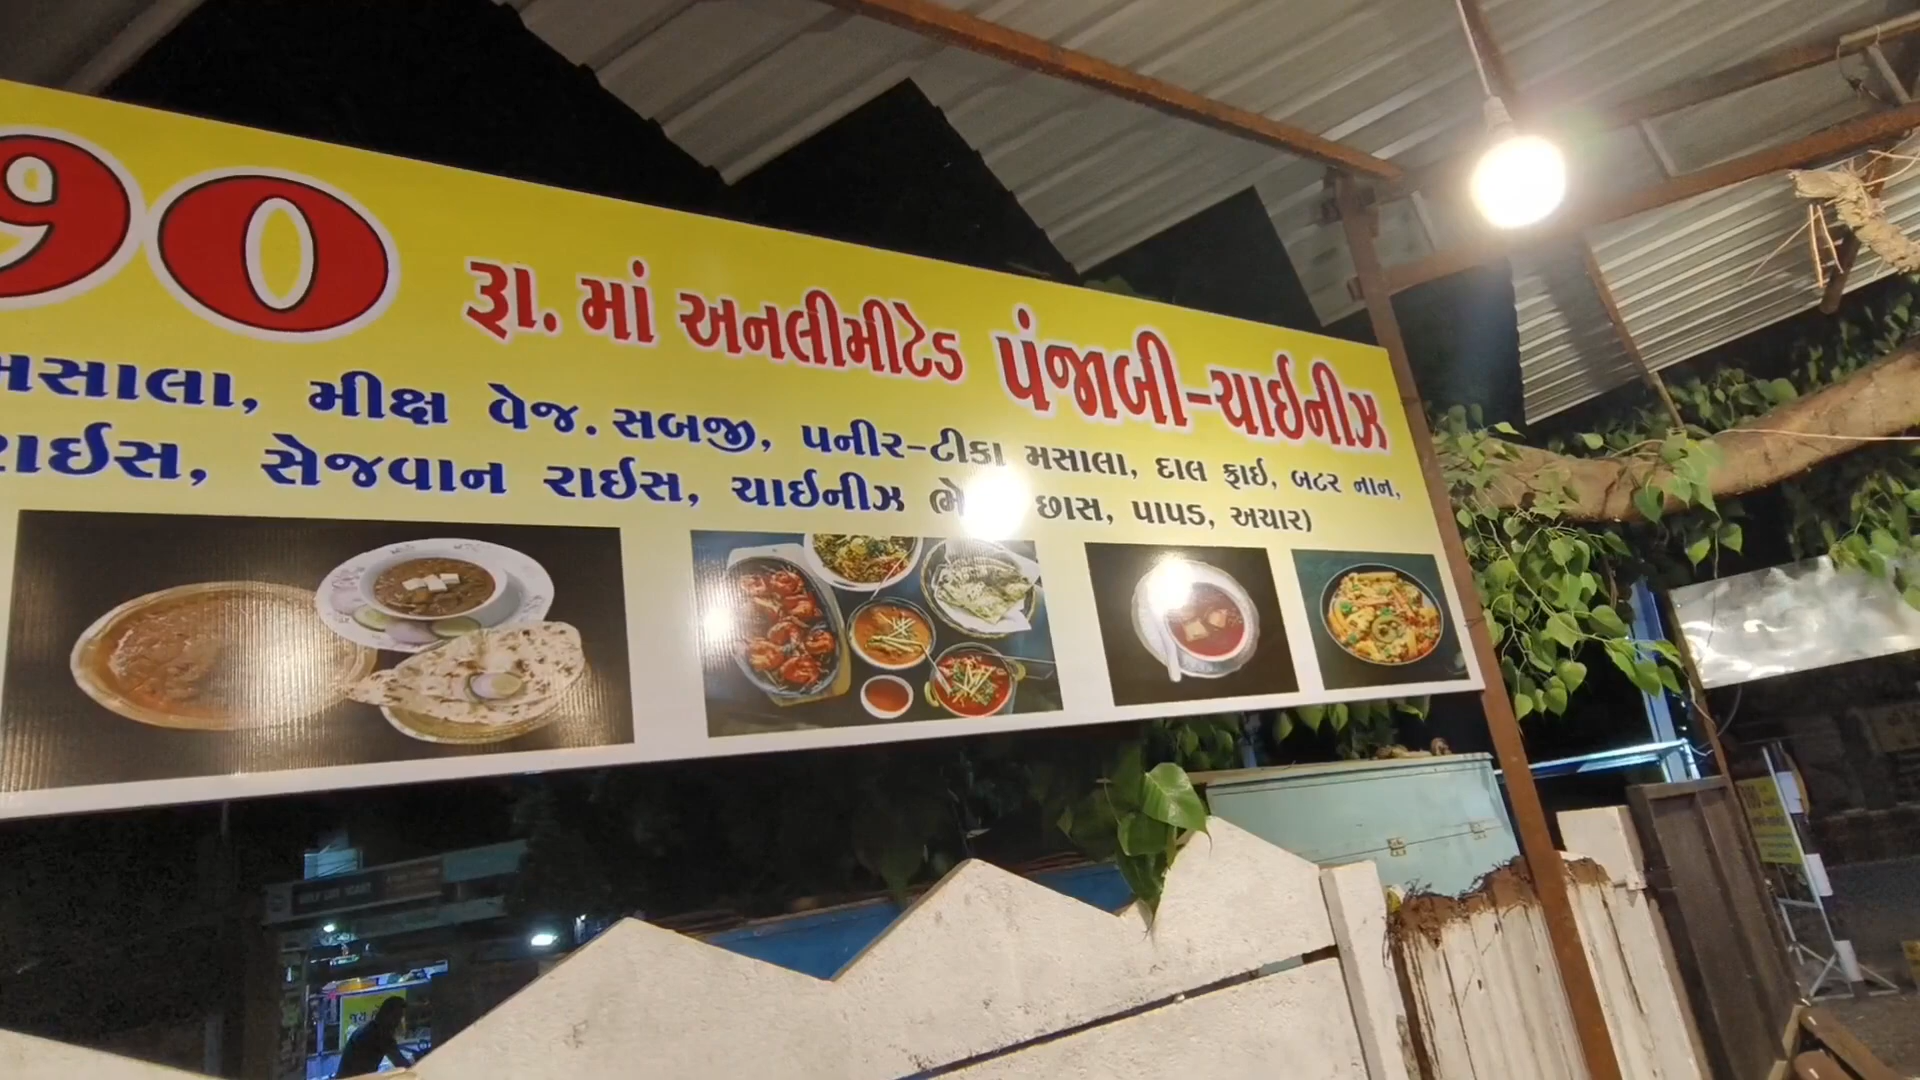 90 રૂા. માં અનલીમીટેડ પંજાબી-ચાઈનીઝ
મસાલા, મીક્ષ વેજ. સબજી, પનીર-ટીકા મસાલા, દાલ ફ્રાઈ, બટર નાન,
રાઈસ, સેજવાન રાઈસ, ચાઈનીઝ છાસ, પાપડ, અચાર)